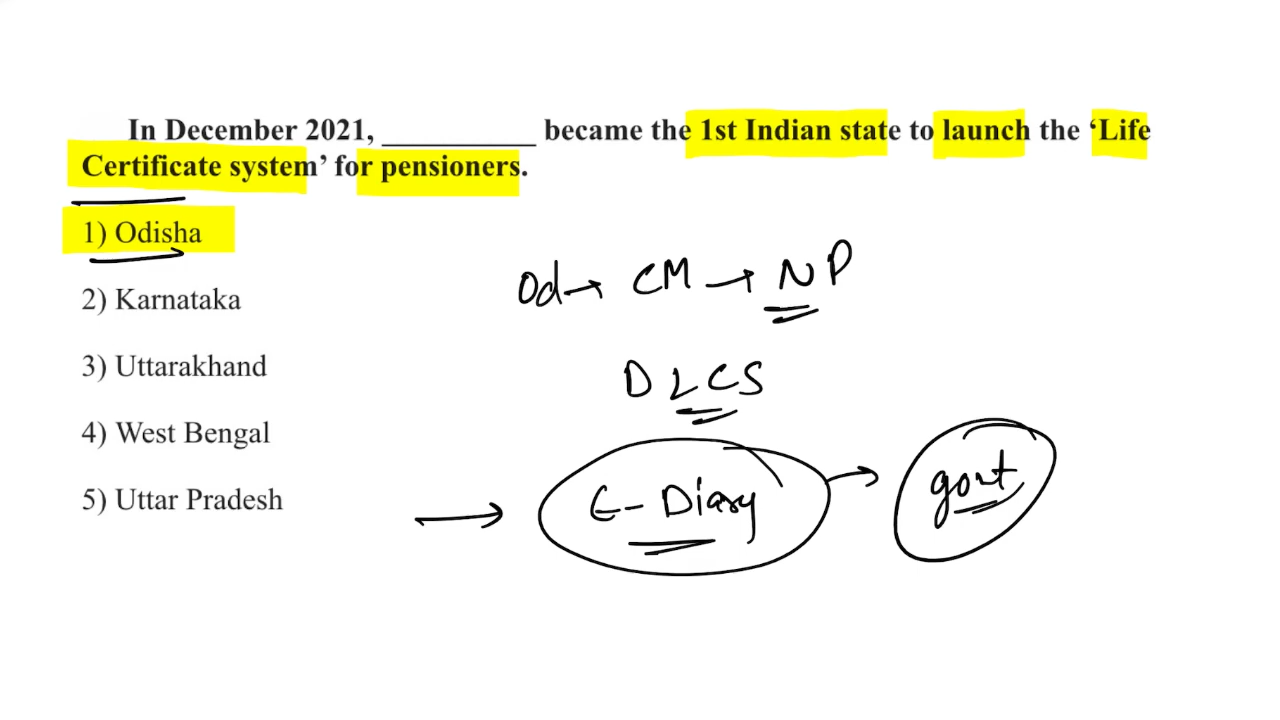 In December 2021, __________ became the 1st Indian state to launch the ‘Life
Certificate system’ for pensioners.
1) Odisha
2) Karnataka
3) Uttarakhand
4) West Bengal
5) Uttar Pradesh
Od→ CM → NP
DLCS
→ E-Diary → govt